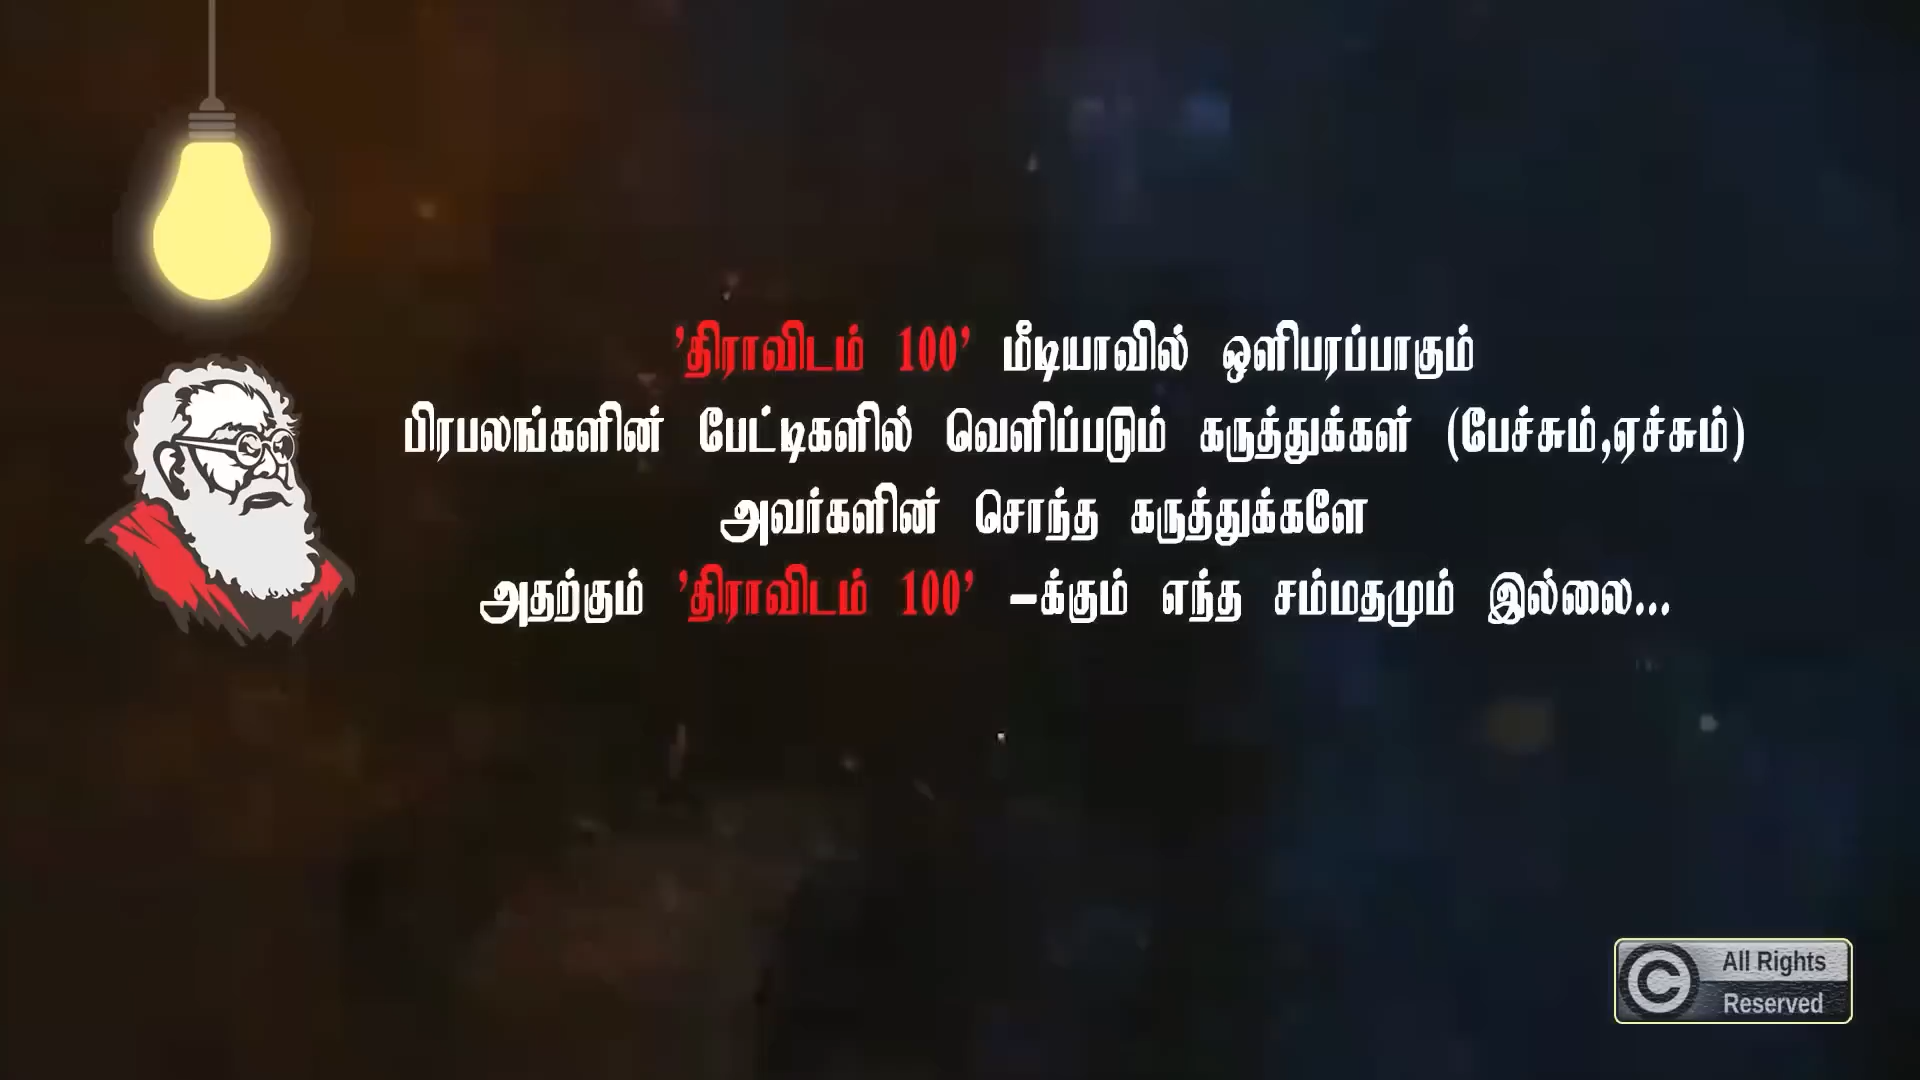 'திராவிடம் 100' மீடியாவில் ஒளிபரப்பாகும்
பிரபலங்களின் பேட்டிகளில் வெளிப்படும் கருத்துக்கள் (பேச்சும்,ஏச்சும்)
அவர்களின் சொந்த கருத்துக்களே
அதற்கும் 'திராவிடம் 100' -க்கும் எந்த சம்மதமும் இல்லை...
© All Rights
Reserved